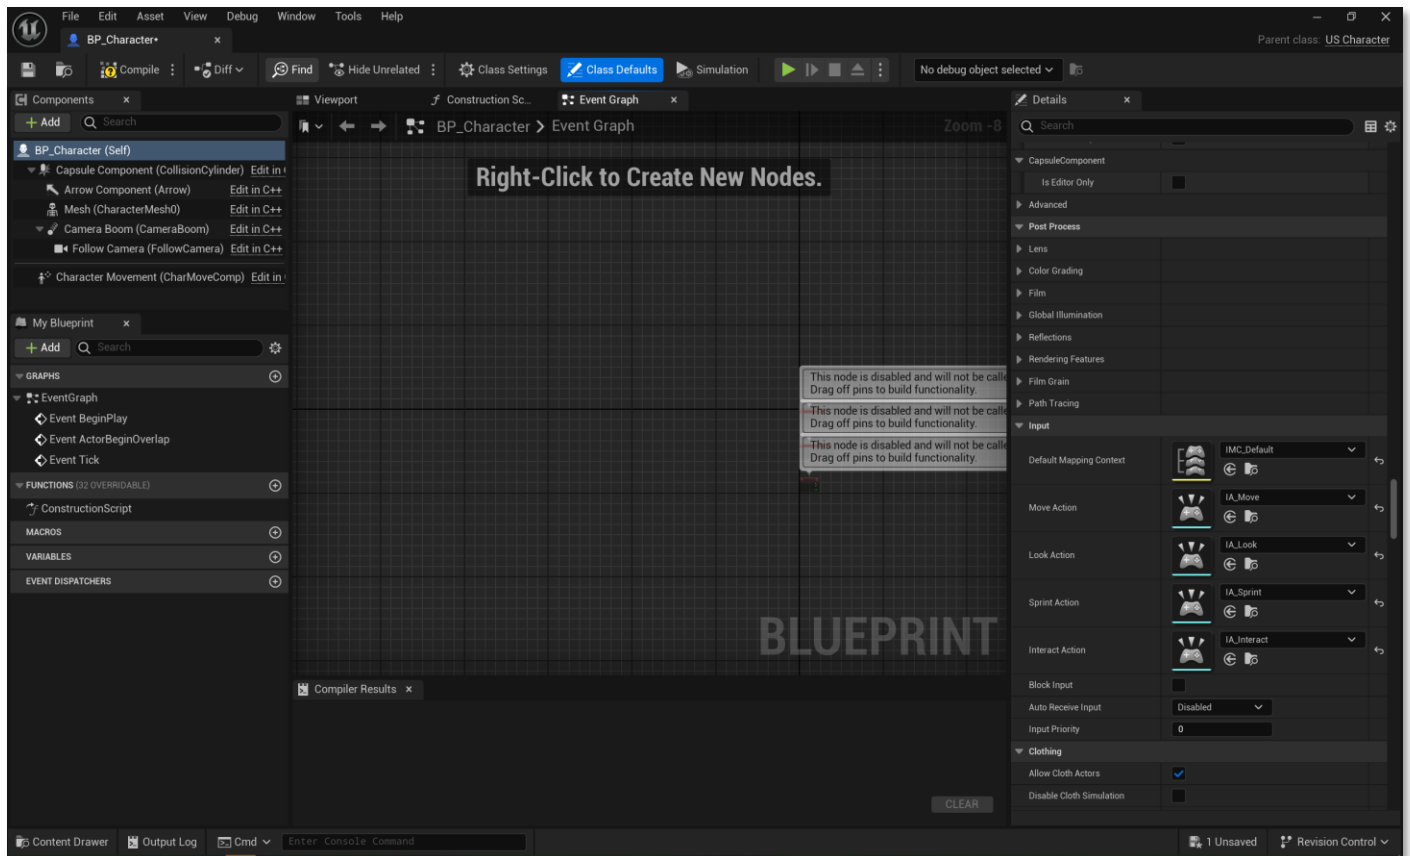 File Edit Asset View Debug Window Tools Help
BP_Character•
Parent class: US Character
Compile
Diff
Find
Hide Unrelated
Class Settings
Class Defaults
Simulation
No debug object selected
Components
+ Add
Search
BP_Character (Self)
Capsule Component (CollisionCylinder) Edit in
Arrow Component (Arrow) Edit in C++
Mesh (CharacterMesh0) Edit in C++
Camera Boom (CameraBoom) Edit in C++
Follow Camera (FollowCamera) Edit in C++
Character Movement (CharMoveComp) Edit in
My Blueprint
+ Add
Search
GRAPHS
EventGraph
Event BeginPlay
Event ActorBeginOverlap
Event Tick
FUNCTIONS (32 OVERRIDABLE)
ConstructionScript
MACROS
VARIABLES
EVENT DISPATCHERS
Viewport
Construction Sc...
Event Graph
BP_Character > Event Graph
Zoom -8
Right-Click to Create New Nodes.
This node is disabled and will not be calle
Drag off pins to build functionality.
This node is disabled and will not be calle
Drag off pins to build functionality.
This node is disabled and will not be calle
Drag off pins to build functionality.
BLUEPRINT
Compiler Results
CLEAR
Details
Search
CapsuleComponent
Is Editor Only
Advanced
Post Process
Lens
Color Grading
Film
Global Illumination
Reflections
Rendering Features
Film Grain
Path Tracing
Input
Default Mapping Context
IMC_Default
Move Action
IA_Move
Look Action
IA_Look
Sprint Action
IA_Sprint
Interact Action
IA_Interact
Block Input
Auto Receive Input
Disabled
Input Priority
0
Clothing
Allow Cloth Actors
Disable Cloth Simulation
Content Drawer
Output Log
Cmd
Enter Console Command
1 Unsaved
Revision Control